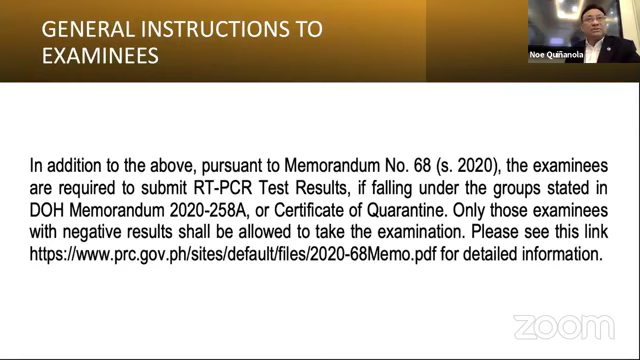 GENERAL INSTRUCTIONS TO
EXAMINEES
Noe Quiñanola
In addition to the above, pursuant to Memorandum No. 68 (s. 2020), the examinees
are required to submit RT-PCR Test Results, if falling under the groups stated in
DOH Memorandum 2020-258A, or Certificate of Quarantine. Only those examinees
with negative results shall be allowed to take the examination. Please see this link
https://www.prc.gov.ph/sites/default/files/2020-68Memo.pdf for detailed information.
zoom